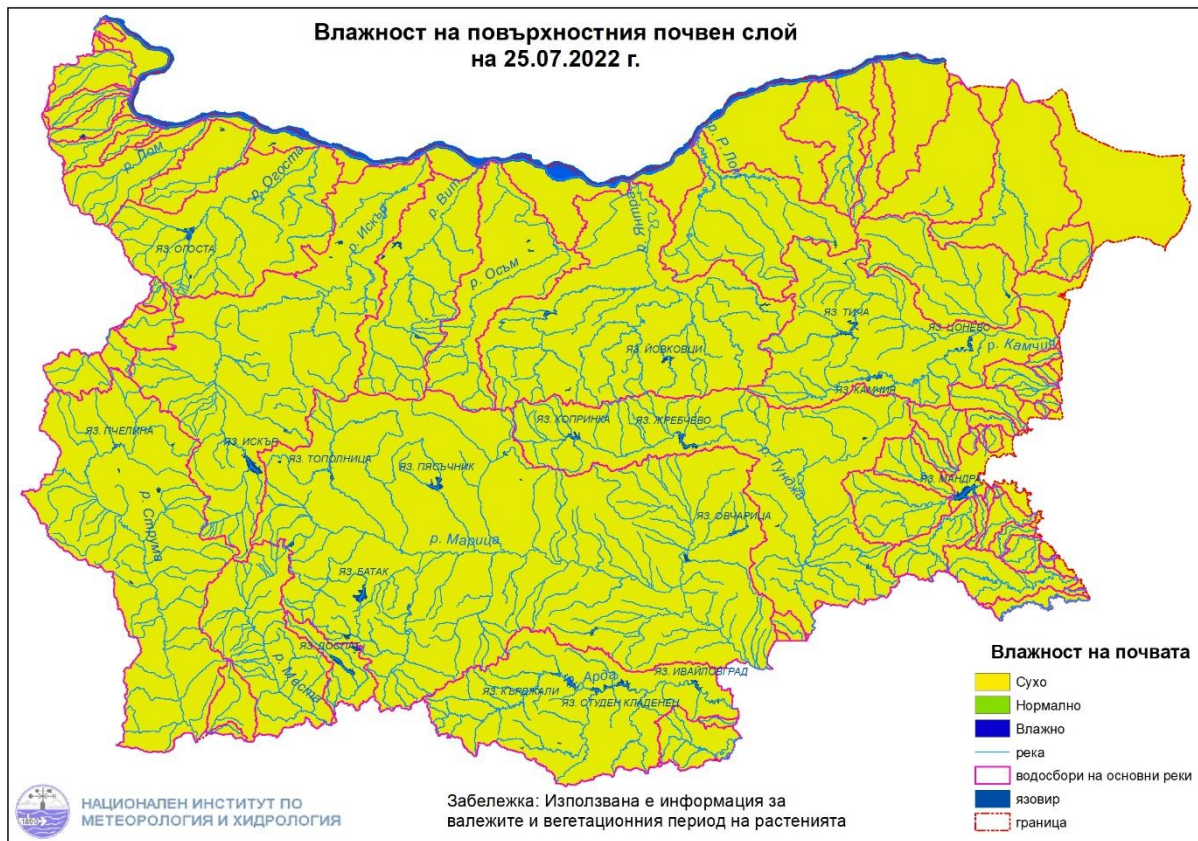 Влажност на повърхностния почвен слой
на 25.07.2022 г.
р. Лом
р. Огоста
р. Искър
р. Вит
р. Осъм
р. Янтра
р. Р. Лом
ЯЗ. ОГОСТА
ЯЗ. ТИЧА
ЯЗ. ЦОНЕВО
р. Камчия
ЯЗ. ЙОВКОВЦИ
ЯЗ. КАМЧИЯ
ЯЗ. ПЧЕЛИНА
ЯЗ. ИСКЪР
ЯЗ. ТОПОЛНИЦА
ЯЗ. ПЯСЪЧНИК
ЯЗ. КОПРИНКА
ЯЗ. ЖРЕБЧЕВО
р. Тунджа
ЯЗ. МАНДРА
р. Струма
р. Марица
ЯЗ. ОВЧАРИЦА
ЯЗ. БАТАК
ЯЗ. ДОСПАТ
р. Места
р. Арда
ЯЗ. ИВАЙЛОВГРАД
ЯЗ. КЪРДЖАЛИ
ЯЗ. СТУДЕН КЛАДЕНЕЦ
Влажност на почвата
Сухо
Нормално
Влажно
река
водосбори на основни реки
язовир
граница
НАЦИОНАЛЕН ИНСТИТУТ ПО
МЕТЕОРОЛОГИЯ И ХИДРОЛОГИЯ
1890
Забележка: Използвана е информация за
валежите и вегетационния период на растенията